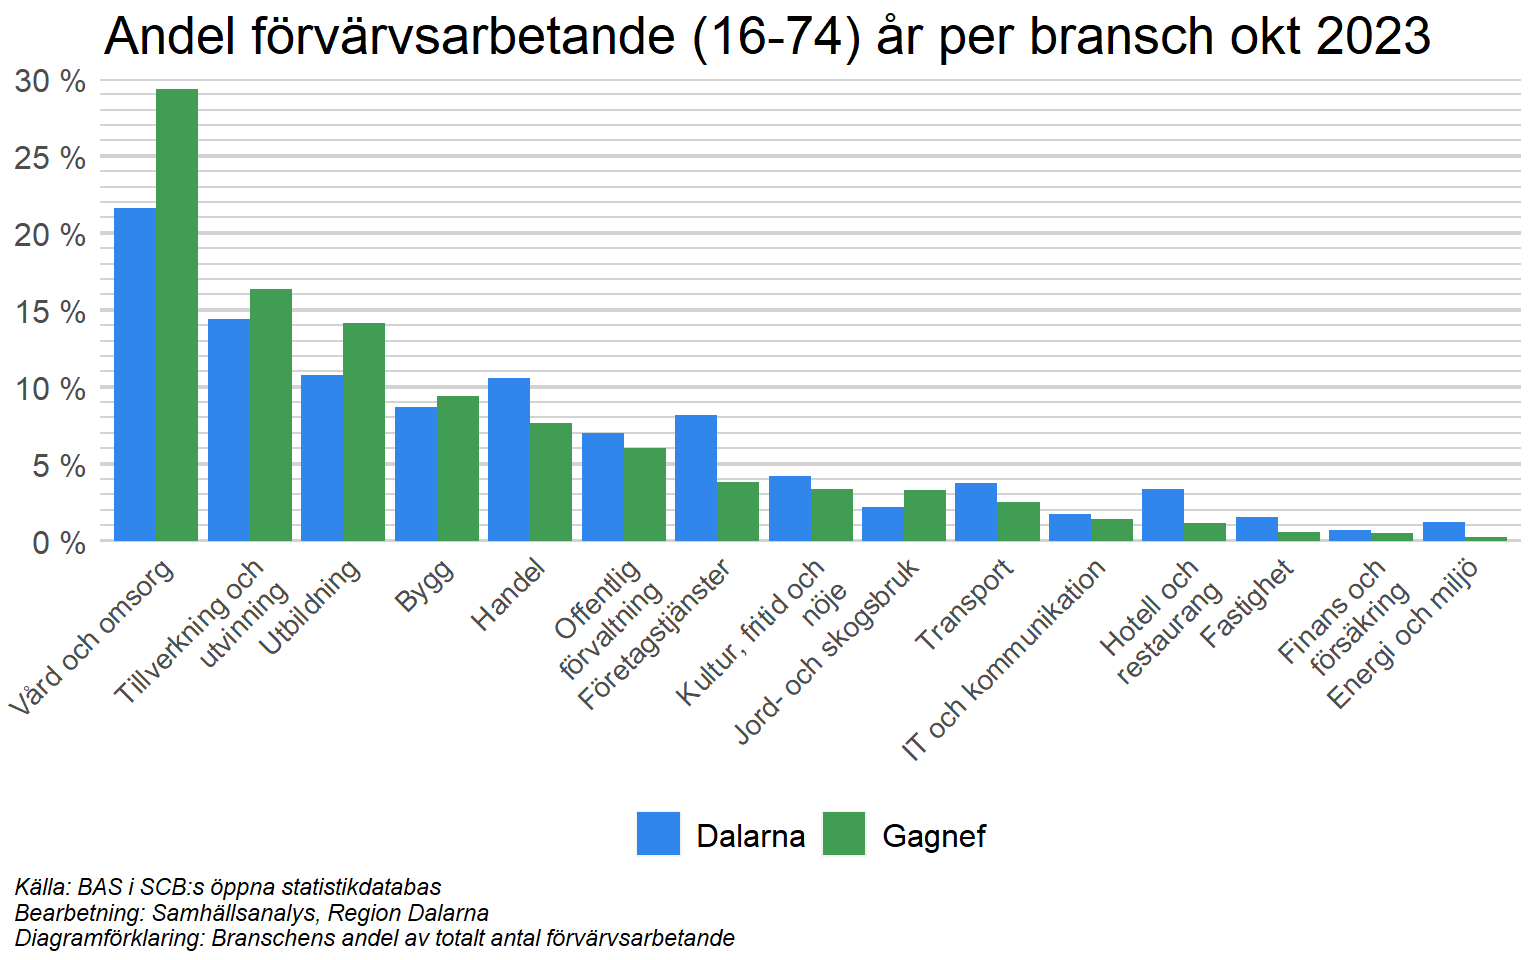 Andel förvärvsarbetande (16-74) år per bransch okt 2023
30 %
25 %
20 %
15 %
10 %
5 %
0 %
Vård och omsorg
Tillverkning och
utvinning
Utbildning
Bygg
Handel
Offentlig
förvaltning
Företagstjänster
Kultur, fritid och
nöje
Jord- och skogsbruk
Transport
IT och kommunikation
Hotell och
restaurang
Fastighet
Finans och
försäkring
Energi och miljö
Dalarna
Gagnef
Källa: BAS i SCB:s öppna statistikdatabas
Bearbetning: Samhällsanalys, Region Dalarna
Diagramförklaring: Branschens andel av totalt antal förvärvsarbetande